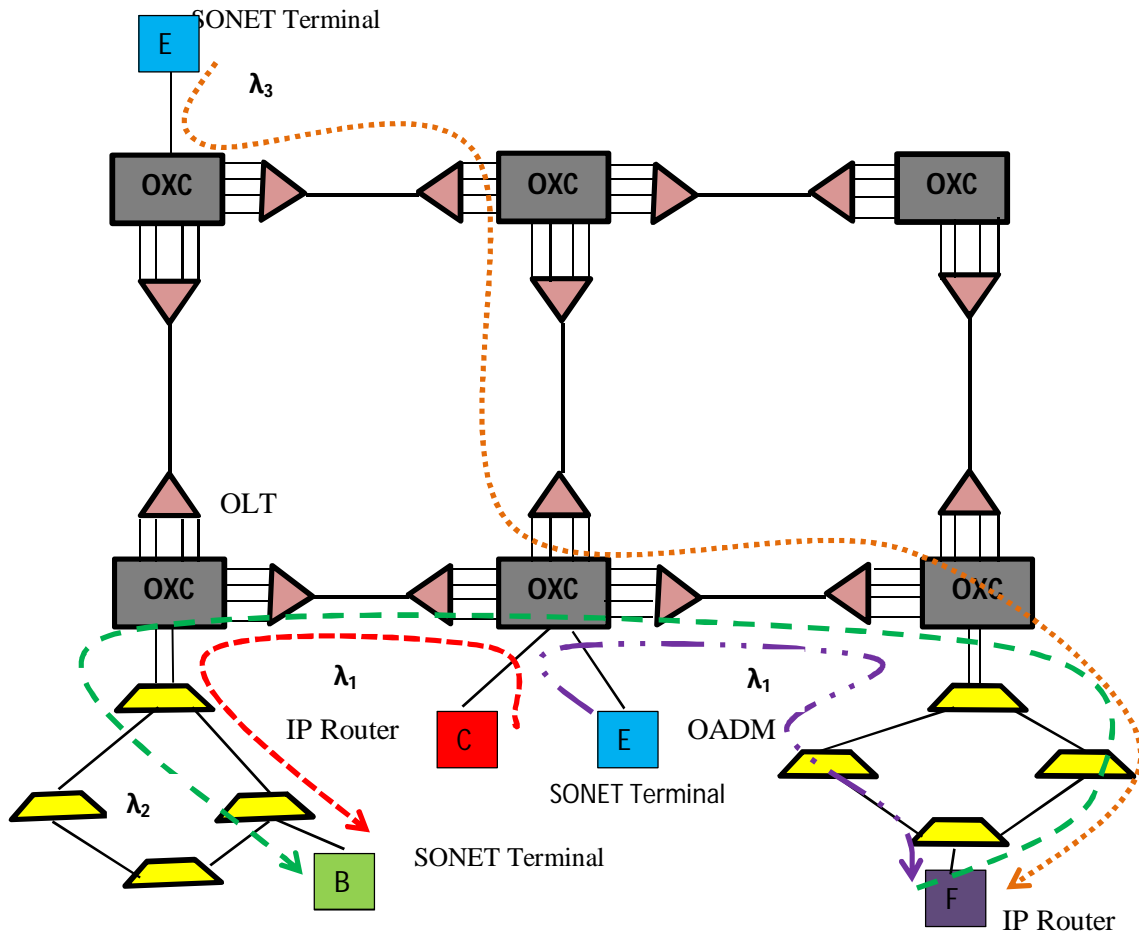 SONET Terminal
E
λ3
OXC
OXC
OXC
OLT
OXC
OXC
OXC
λ1
λ1
IP Router
C
E
OADM
SONET Terminal
λ2
SONET Terminal
B
F
IP Router